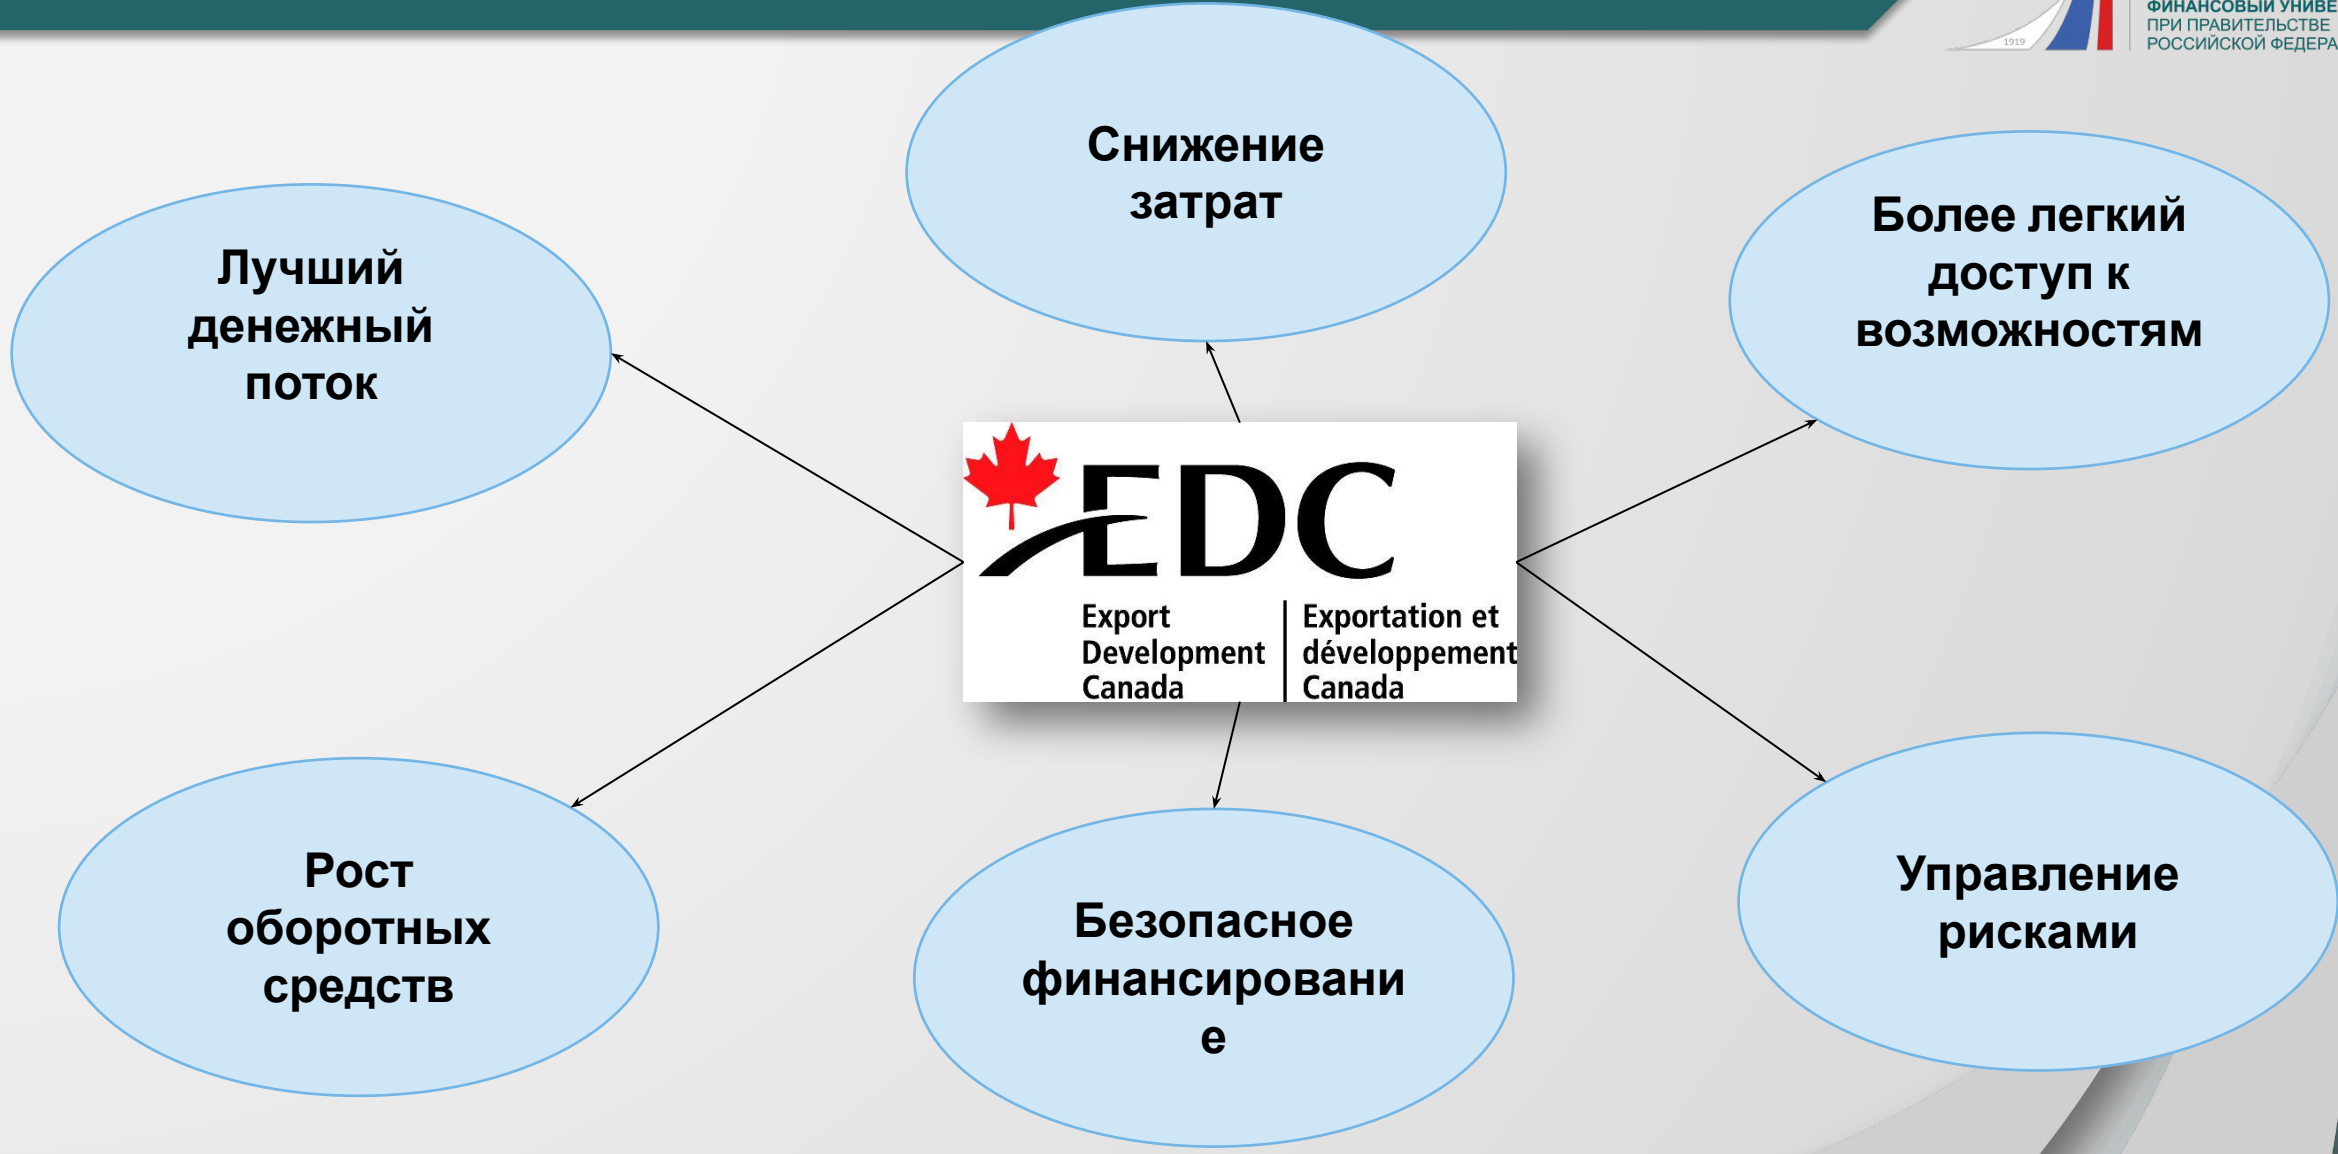 ФИНАНСОВЫЙ УНИВЕ
ПРИ ПРАВИТЕЛЬСТВЕ
РОССИЙСКОЙ ФЕДЕРА
1919
Снижение
затрат
Лучший
денежный
поток
Более легкий
доступ к
возможностям
EDC
Export
Development
Canada
Exportation et
développement
Canada
Рост
оборотных
средств
Безопасное
финансировани
е
Управление
рисками